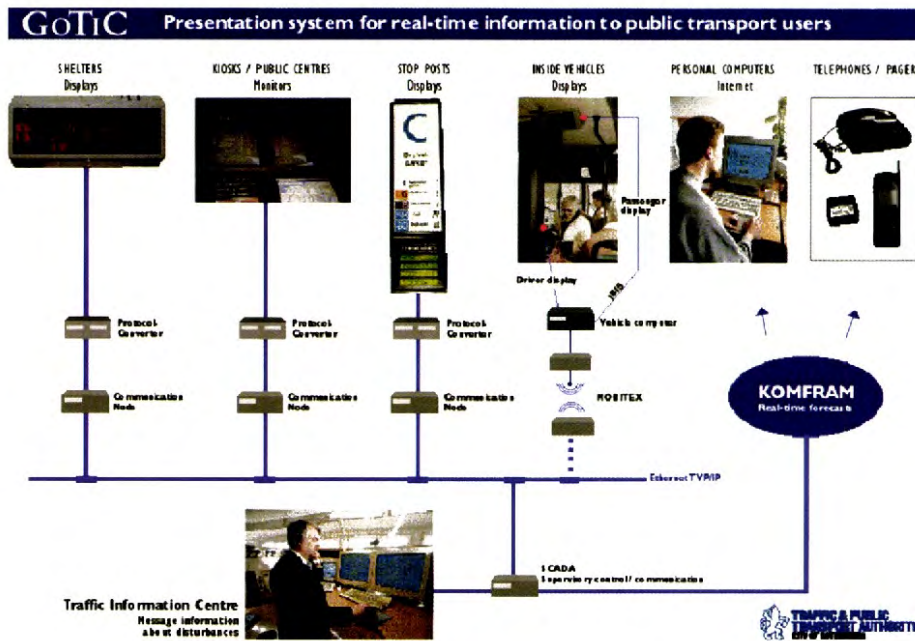 GOTIC Presentation system for real-time information to public transport users
SHELTERS
Displays
KIOSKS / PUBLIC CENTRES
Monitors
STOP POSTS
Displays
INSIDE VEHICLES
Displays
PERSONAL COMPUTERS
Internet
TELEPHONES / PAGER
C
Passenger
display
Driver display
IBIS
Protocol-
Converter
Protocol-
Converter
Protocol-
Converter
Vehicle computer
Communication
Node
Communication
Node
Communication
Node
MOBITEX
KOMFRAM
Real-time forecasts
Ethernet TVP/IP
SCADA
Supervisory control / communication
Traffic Information Centre
Message information
about disturbances
TRAFFIC & PUBLIC
TRANSPORT AUTHORITY